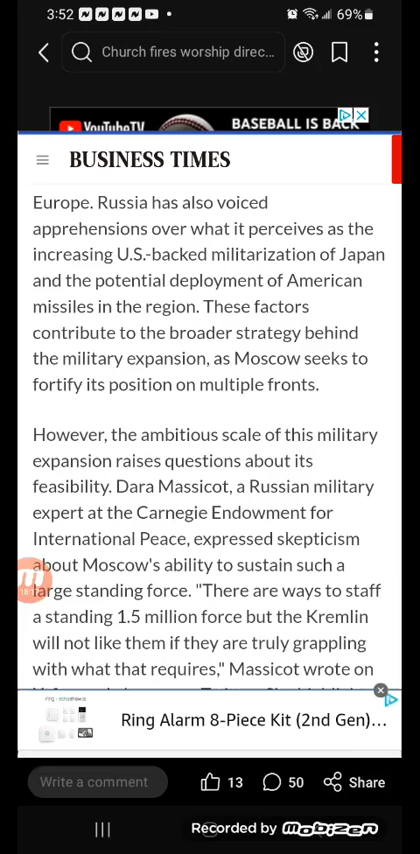 3:52
69%
Church fires worship direc...
YouTubeTV
BASEBALL IS BACK
BUSINESS TIMES
Europe. Russia has also voiced
apprehensions over what it perceives as the
increasing U.S.-backed militarization of Japan
and the potential deployment of American
missiles in the region. These factors
contribute to the broader strategy behind
the military expansion, as Moscow seeks to
fortify its position on multiple fronts.
However, the ambitious scale of this military
expansion raises questions about its
feasibility. Dara Massicot, a Russian military
expert at the Carnegie Endowment for
International Peace, expressed skepticism
about Moscow's ability to sustain such a
large standing force. "There are ways to staff
a standing 1.5 million force but the Kremlin
will not like them if they are truly grappling
with what that requires," Massicot wrote on
Ring Alarm 8-Piece Kit (2nd Gen)...
Write a comment
13
50
Share
Recorded by mobizen